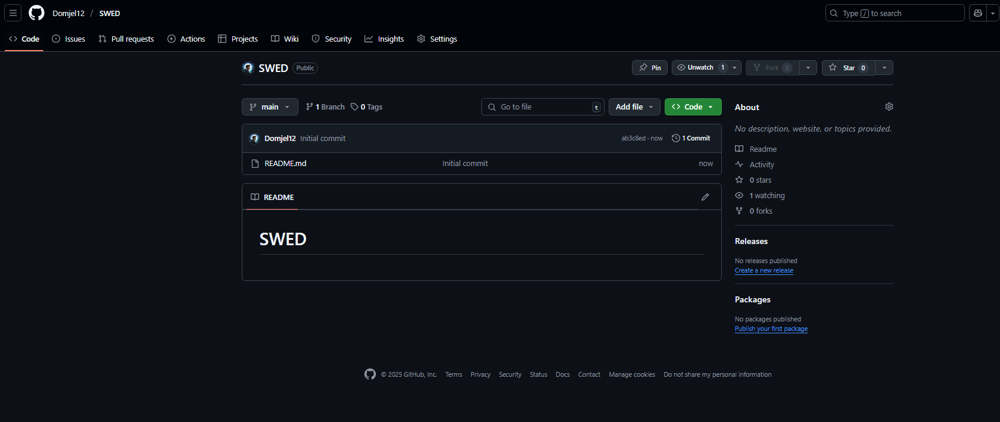 Domjel12 / SWED
Type / to search
Code Issues Pull requests Actions Projects Wiki Security Insights Settings
SWED Public
Pin Unwatch 1 Fork 0 Star 0
main 1 Branch 0 Tags Go to file t Add file Code
Domjel12 Initial commit ab3c8ed · now 1 Commit
README.md Initial commit now
README
SWED
About
No description, website, or topics provided.
Readme
Activity
0 stars
1 watching
0 forks
Releases
No releases published
Create a new release
Packages
No packages published
Publish your first package
© 2025 GitHub, Inc. Terms Privacy Security Status Docs Contact Manage cookies Do not share my personal information